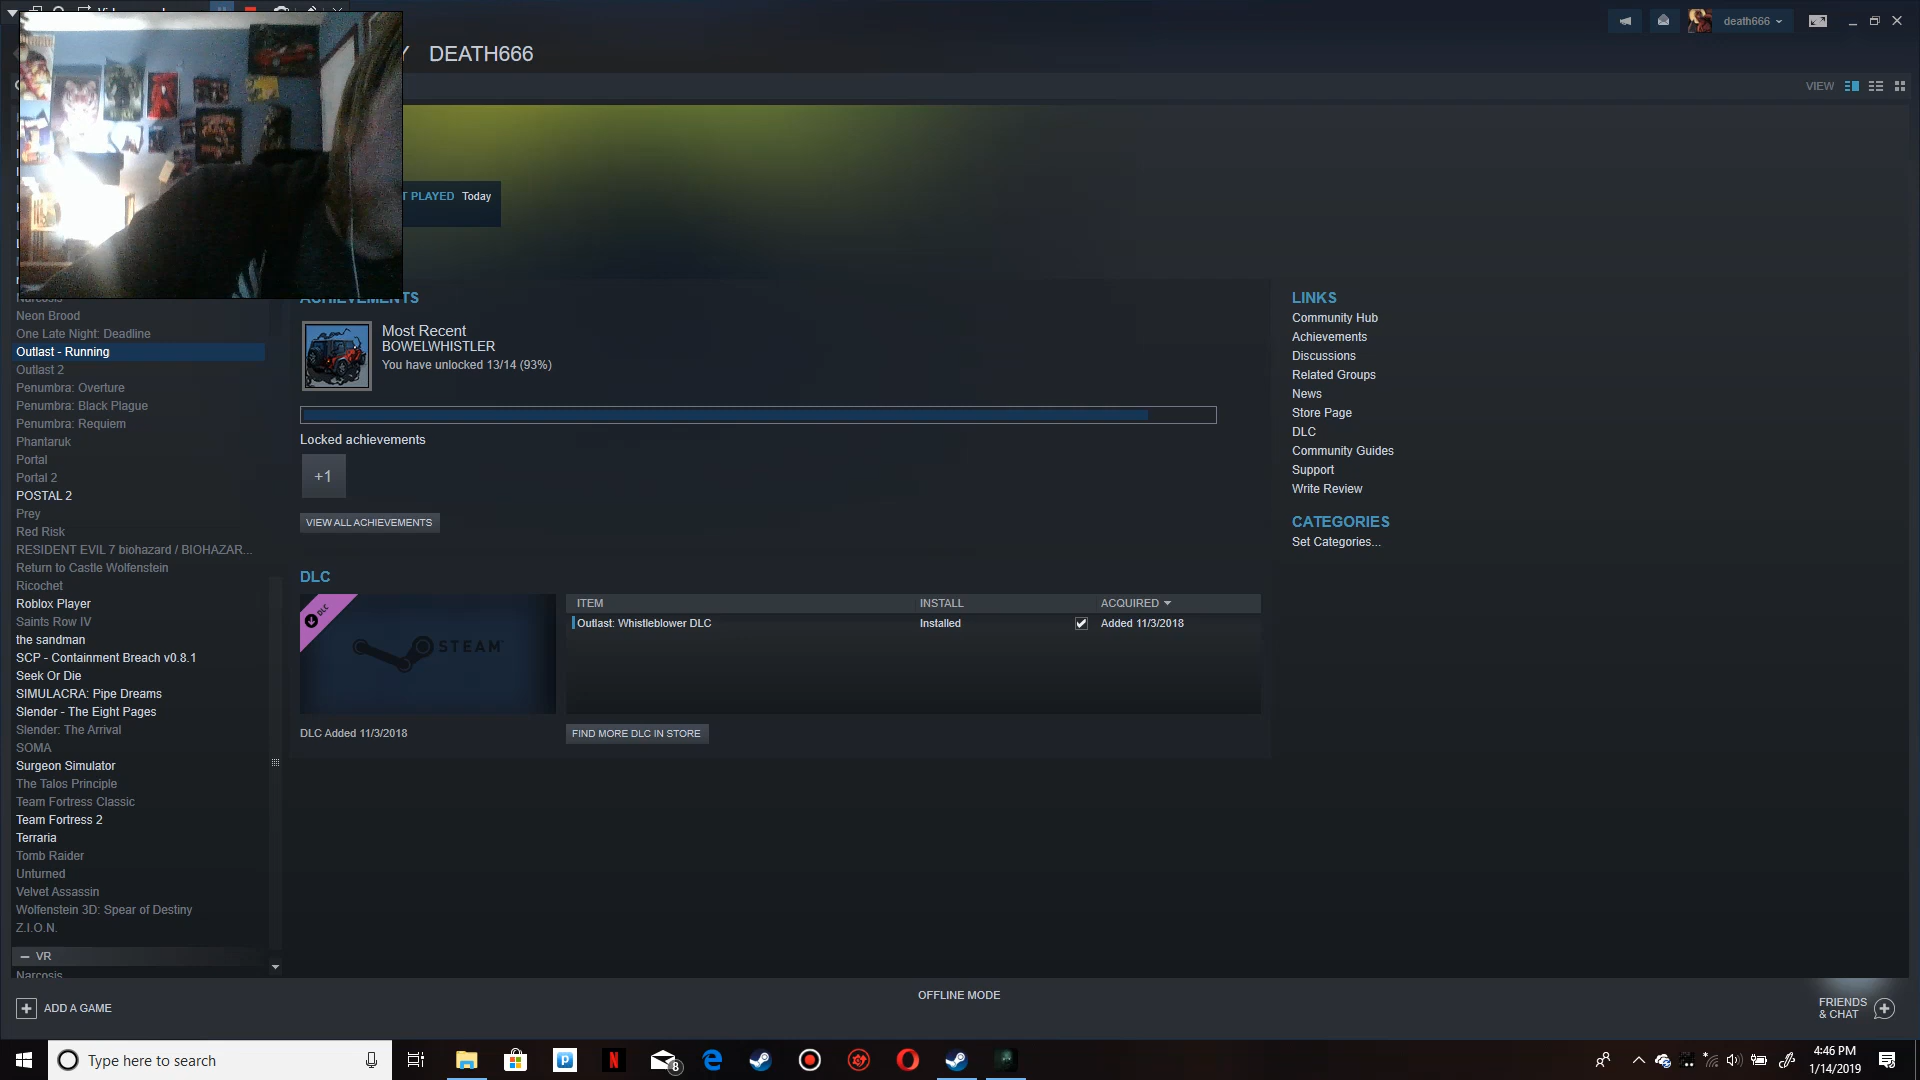 death666
Y DEATH666
VIEW
T PLAYED Today
ACHIEVEMENTS
Most Recent
BOWELWHISTLER
You have unlocked 13/14 (93%)
Locked achievements
+1
VIEW ALL ACHIEVEMENTS
DLC
DLC
STEAM
DLC Added 11/3/2018
ITEM INSTALL ACQUIRED
Outlast: Whistleblower DLC Installed Added 11/3/2018
FIND MORE DLC IN STORE
LINKS
Community Hub
Achievements
Discussions
Related Groups
News
Store Page
DLC
Community Guides
Support
Write Review
CATEGORIES
Set Categories...
Narcosis
Neon Brood
One Late Night: Deadline
Outlast - Running
Outlast 2
Penumbra: Overture
Penumbra: Black Plague
Penumbra: Requiem
Phantaruk
Portal
Portal 2
POSTAL 2
Prey
Red Risk
RESIDENT EVIL 7 biohazard / BIOHAZAR...
Return to Castle Wolfenstein
Ricochet
Roblox Player
Saints Row IV
the sandman
SCP - Containment Breach v0.8.1
Seek Or Die
SIMULACRA: Pipe Dreams
Slender - The Eight Pages
Slender: The Arrival
SOMA
Surgeon Simulator
The Talos Principle
Team Fortress Classic
Team Fortress 2
Terraria
Tomb Raider
Unturned
Velvet Assassin
Wolfenstein 3D: Spear of Destiny
Z.I.O.N.
VR
Narcosis
ADD A GAME
OFFLINE MODE
FRIENDS
& CHAT
Type here to search
8
4:46 PM
1/14/2019